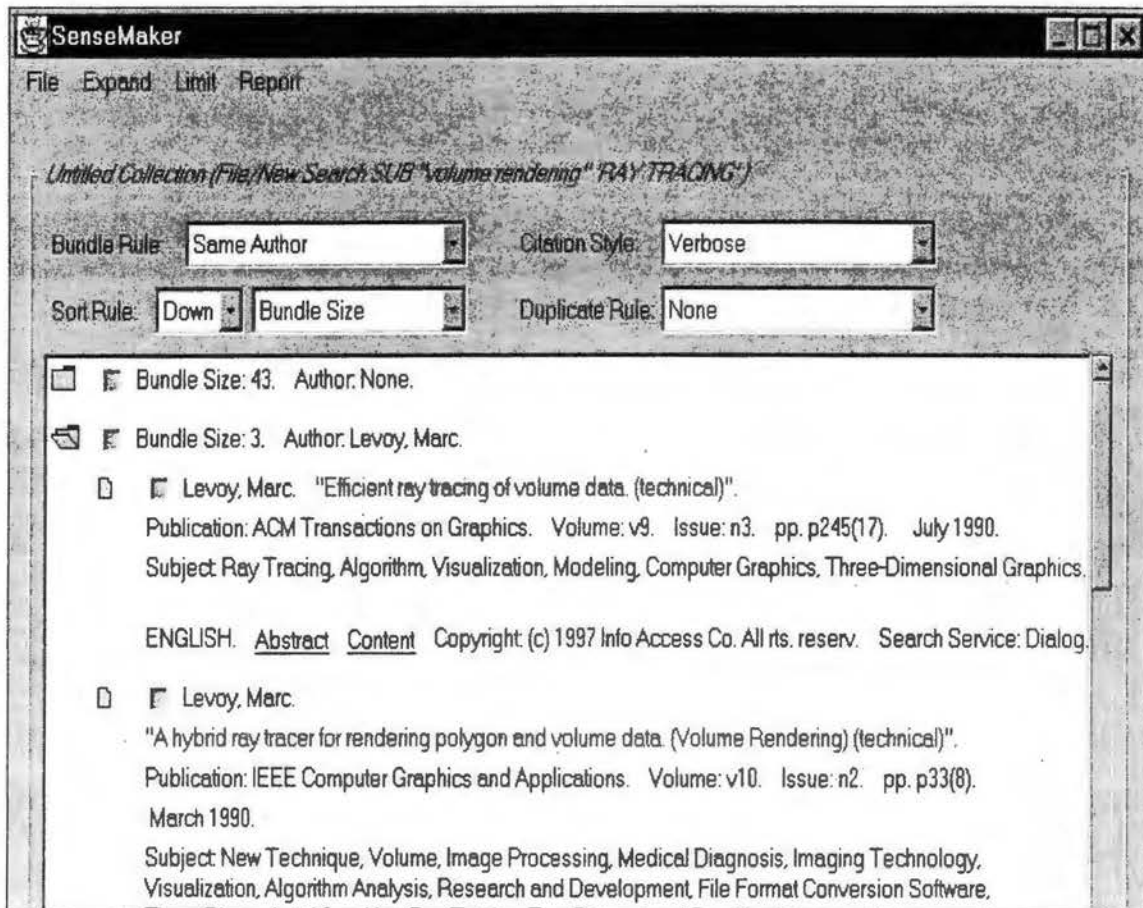 SenseMaker
File Expand Limit Report
Untitled Collection (File/New Search SUB "volume rendering" 'RAY TRACING')
Bundle Rule: Same Author Citation Style: Verbose
Sort Rule: Down Bundle Size Duplicate Rule: None
Bundle Size: 43. Author: None.
Bundle Size: 3. Author: Levoy, Marc.
Levoy, Marc. "Efficient ray tracing of volume data. (technical)".
Publication: ACM Transactions on Graphics. Volume: v9. Issue: n3. pp. p245(17). July 1990.
Subject: Ray Tracing, Algorithm, Visualization, Modeling, Computer Graphics, Three-Dimensional Graphics.
ENGLISH. Abstract Content Copyright: (c) 1997 Info Access Co. All rts. reserv. Search Service: Dialog.
Levoy, Marc.
"A hybrid ray tracer for rendering polygon and volume data. (Volume Rendering) (technical)".
Publication: IEEE Computer Graphics and Applications. Volume: v10. Issue: n2. pp. p33(8).
March 1990.
Subject: New Technique, Volume, Image Processing, Medical Diagnosis, Imaging Technology,
Visualization, Algorithm Analysis, Research and Development, File Format Conversion Software,